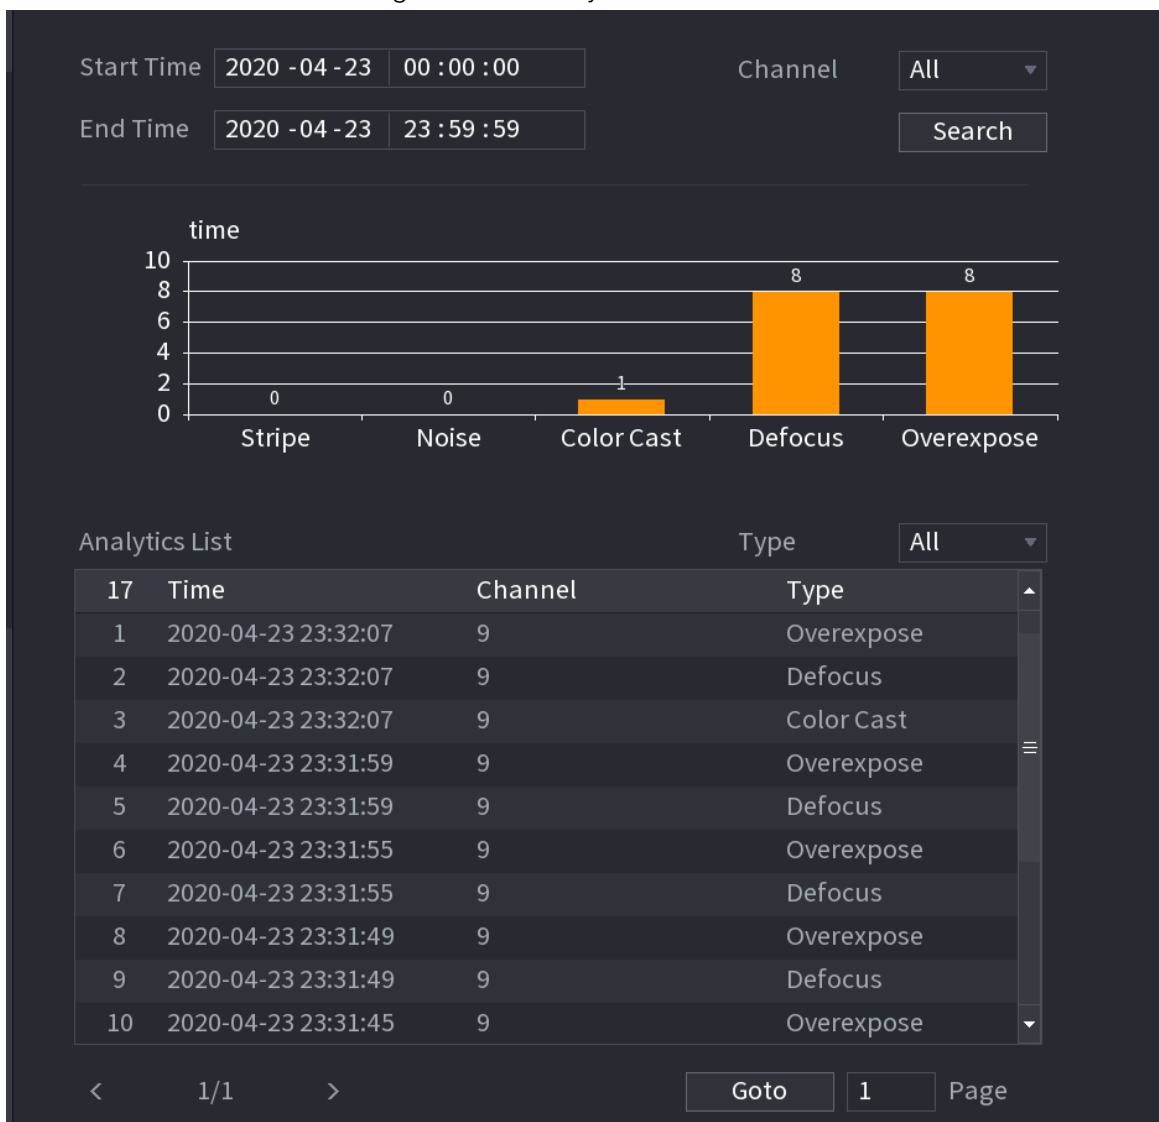 Start Time 2020 -04 -23 00 : 00 : 00 Channel All
End Time 2020 -04 -23 23 : 59 : 59 Search
time
10
8
6
4
2
0
0 0 1 8 8
Stripe Noise Color Cast Defocus Overexpose
Analytics List Type All
17 Time Channel Type
1 2020-04-23 23:32:07 9 Overexpose
2 2020-04-23 23:32:07 9 Defocus
3 2020-04-23 23:32:07 9 Color Cast
4 2020-04-23 23:31:59 9 Overexpose
5 2020-04-23 23:31:59 9 Defocus
6 2020-04-23 23:31:55 9 Overexpose
7 2020-04-23 23:31:55 9 Defocus
8 2020-04-23 23:31:49 9 Overexpose
9 2020-04-23 23:31:49 9 Defocus
10 2020-04-23 23:31:45 9 Overexpose
< 1/1 > Goto 1 Page